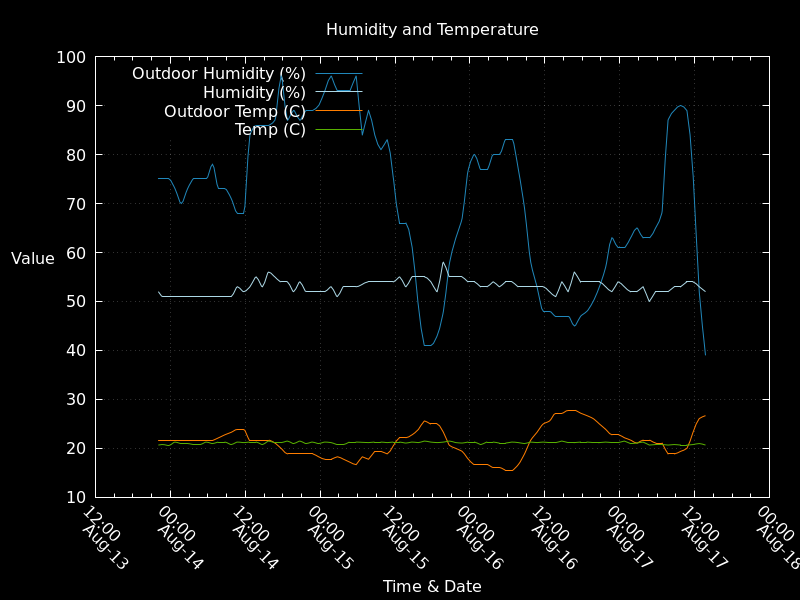 Humidity and Temperature
Outdoor Humidity (%)
Humidity (%)
Outdoor Temp (C)
Temp (C)
Value
100
90
80
70
60
50
40
30
20
10
12:00
Aug-13
00:00
Aug-14
12:00
Aug-14
00:00
Aug-15
12:00
Aug-15
00:00
Aug-16
12:00
Aug-16
00:00
Aug-17
12:00
Aug-17
00:00
Aug-18
Time & Date